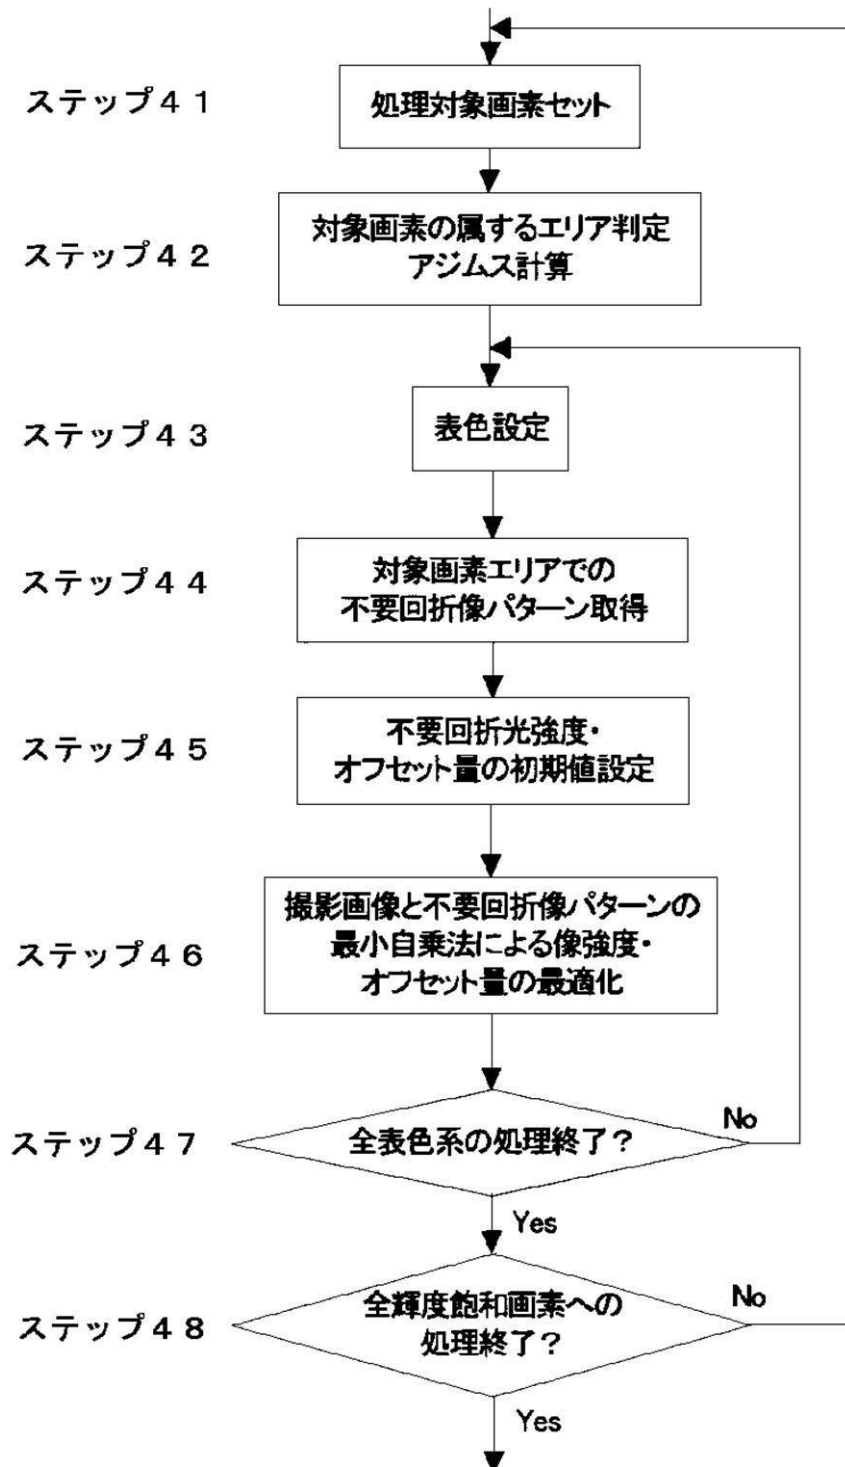 ステップ４１
処理対象画素セット
ステップ４２
対象画素の属するエリア判定
アジムス計算
ステップ４３
表色設定
ステップ４４
対象画素エリアでの
不要回折像パターン取得
ステップ４５
不要回折光強度・
オフセット量の初期値設定
ステップ４６
撮影画像と不要回折像パターンの
最小自乗法による像強度・
オフセット量の最適化
ステップ４７
全表色系の処理終了？
No
Yes
ステップ４８
全輝度飽和画素への
処理終了？
No
Yes